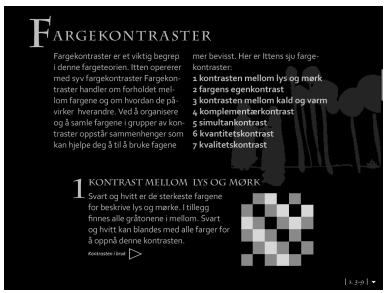 FARGEKONTRASTER
Fargekontraster er et viktig begrep
i denne fargeteorien. Itten opererer
med syv fargekontraster Fargekon-
traster handler om forholdet mel-
lom fargene og om hvordan de på-
virker hverandre. Ved å organisere
og å samle fargene i grupper av kon-
traster oppstår sammenhenger som
kan hjelpe deg å til å bruke fagene
mer bevisst. Her er Ittens sju farge-
kontraster:
1 kontrasten mellom lys og mørk
2 fargens egenkontrast
3 kontrasten mellom kald og varm
4 komplementærkontrast
5 simultankontrast
6 kvantitetskontrast
7 kvalitetskontrast
1 KONTRAST MELLOM LYS OG MØRK
Svart og hvitt er de sterkeste fargene
for beskrive lys og mørke. I tillegg
finnes alle gråtonene i mellom. Svart
og hvitt kan blandes med alle farger for
å oppnå denne kontrasten.
Kontrasten i bruk
| 2. 3-9 |